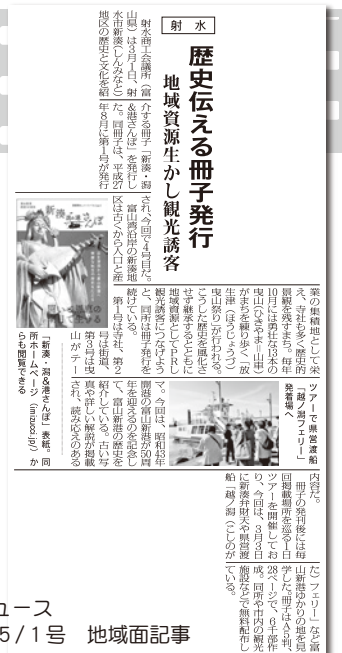 射水
歴史伝える冊子発行
地域資源生かし観光誘客
射水商工会議所（富
山県）は３月１日、射
水市新湊（しんみなと）
地区の歴史と文化を紹
介する冊子「新湊・潟
＆港さんぽ」を発行し
た。同冊子は、平成27
年８月に第１号が発行
され、今回で４号目だ。
富山湾沿岸の新湊地
区は古くから人口と産
業の集積地として栄
え、寺社も多く歴史的
景観を残すまち。毎年
10月には勇壮な13本の
曳山（ひきやま＝山車）
がまちを練り歩く「放
生津（ほうじょうづ）
曳山祭り」が行われる。
こうした歴史を風化さ
せず継承するとともに
地域資源としてＰＲし
観光誘客につなげよう
と、同所は冊子発行を
続けている。
第１号は寺社、第２
号は街道、
第３号は曳
山がテー
マ。今回は、昭和43年
開港の富山新港が50周
年を迎えるのを記念し
て、富山新港の歴史を
紹介している。古い写
真や詳しい解説が掲載
され、読み応えのある
内容だ。
冊子の発刊後には毎
回掲載場所を巡る１日
ツアーを開催してお
り、今回は、３月３日
に新湊弁財天や県営渡
船「越ノ潟（こしのが
た）フェリー」など富
山新港ゆかりの地を見
学した。冊子はＡ５判、
28ページで、６千部作
成。同所や市内の観光
施設などで無料配布し
ている。
「新湊・潟＆港さんぽ」表紙。同
所ホームページ（imizucci.jp/）か
らも閲覧できる
ツアーで県営渡船
「越ノ潟フェリー」
発着場へ
ュース
5/1号　地域面記事